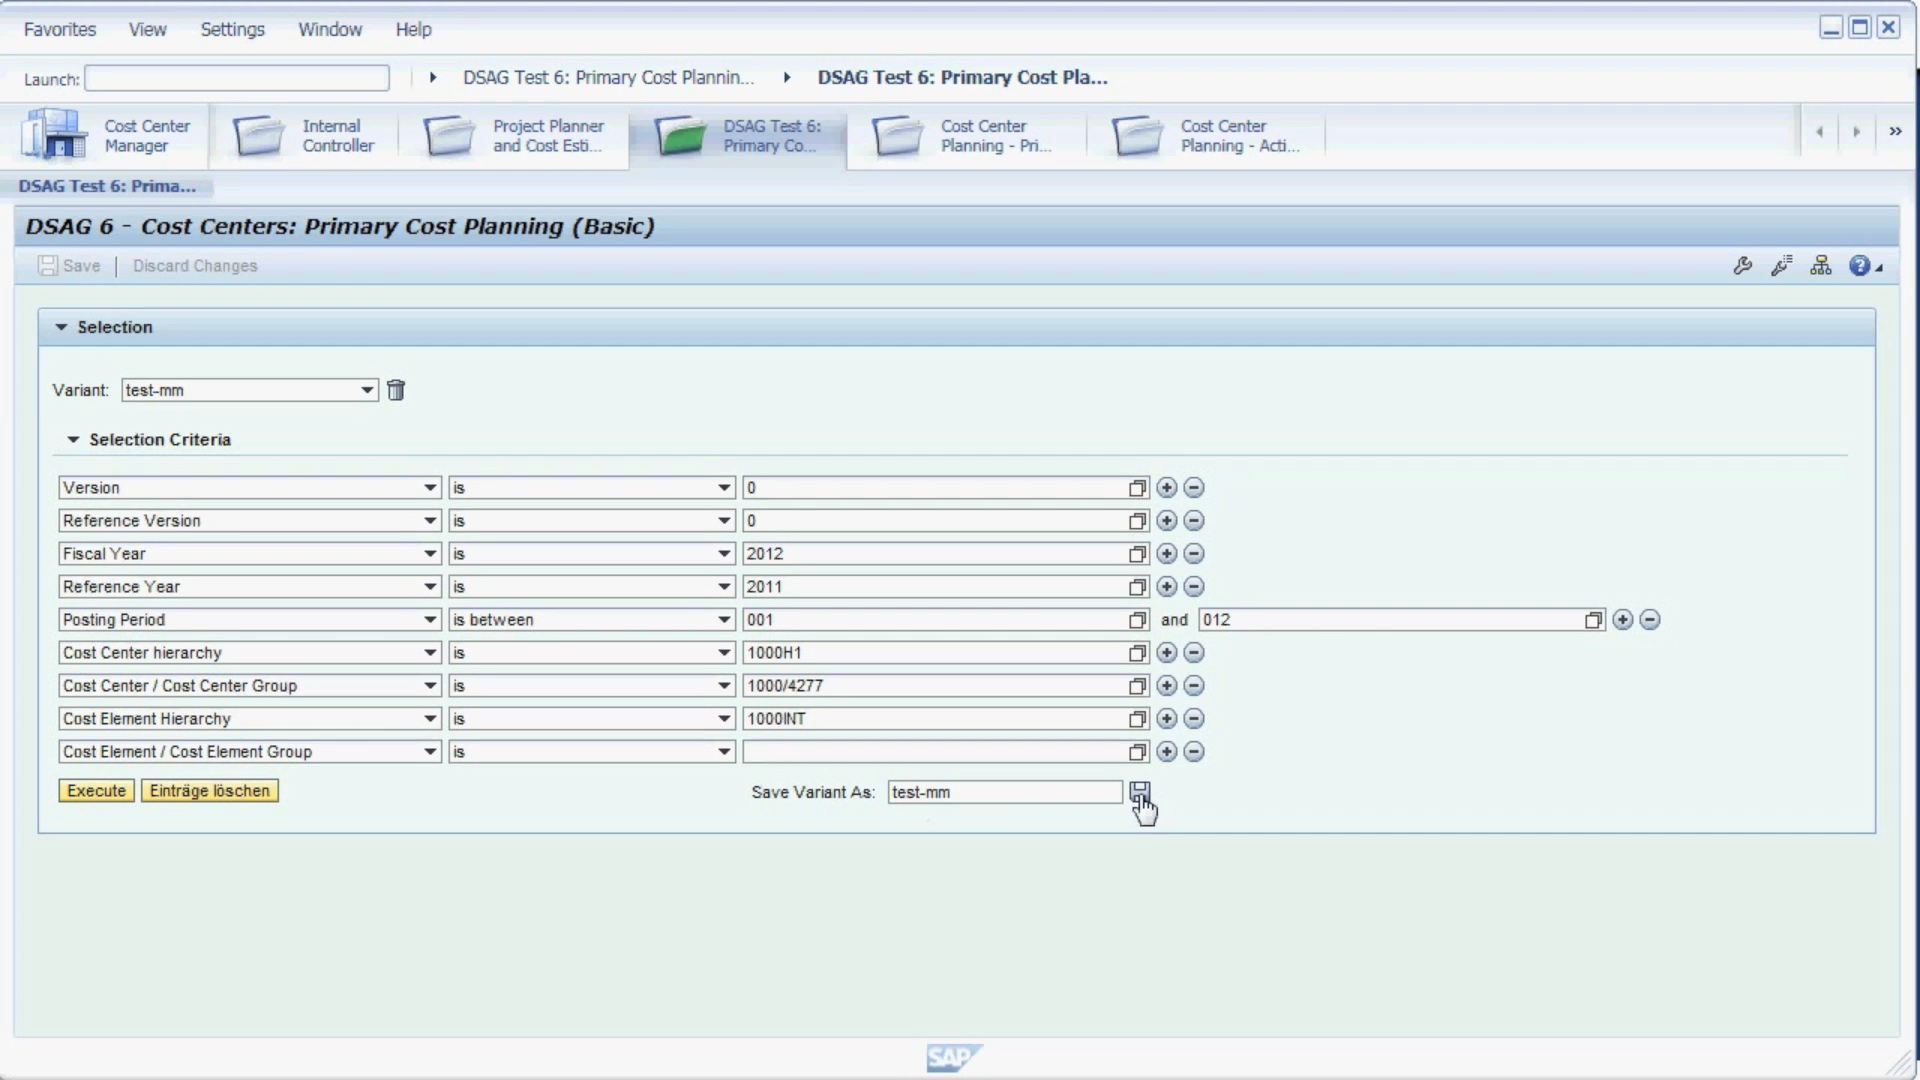 Favorites View Settings Window Help
Launch: DSAG Test 6: Primary Cost Plannin... DSAG Test 6: Primary Cost Pla...
Cost Center Manager
Internal Controller
Project Planner and Cost Esti...
DSAG Test 6: Primary Co...
Cost Center Planning - Pri...
Cost Center Planning - Acti...
DSAG Test 6: Prima...
DSAG 6 - Cost Centers: Primary Cost Planning (Basic)
Save Discard Changes
Selection
Variant: test-mm
Selection Criteria
Version is 0
Reference Version is 0
Fiscal Year is 2012
Reference Year is 2011
Posting Period is between 001 and 012
Cost Center hierarchy is 1000H1
Cost Center / Cost Center Group is 1000/4277
Cost Element Hierarchy is 1000INT
Cost Element / Cost Element Group is
Execute Einträge löschen Save Variant As: test-mm
SAP